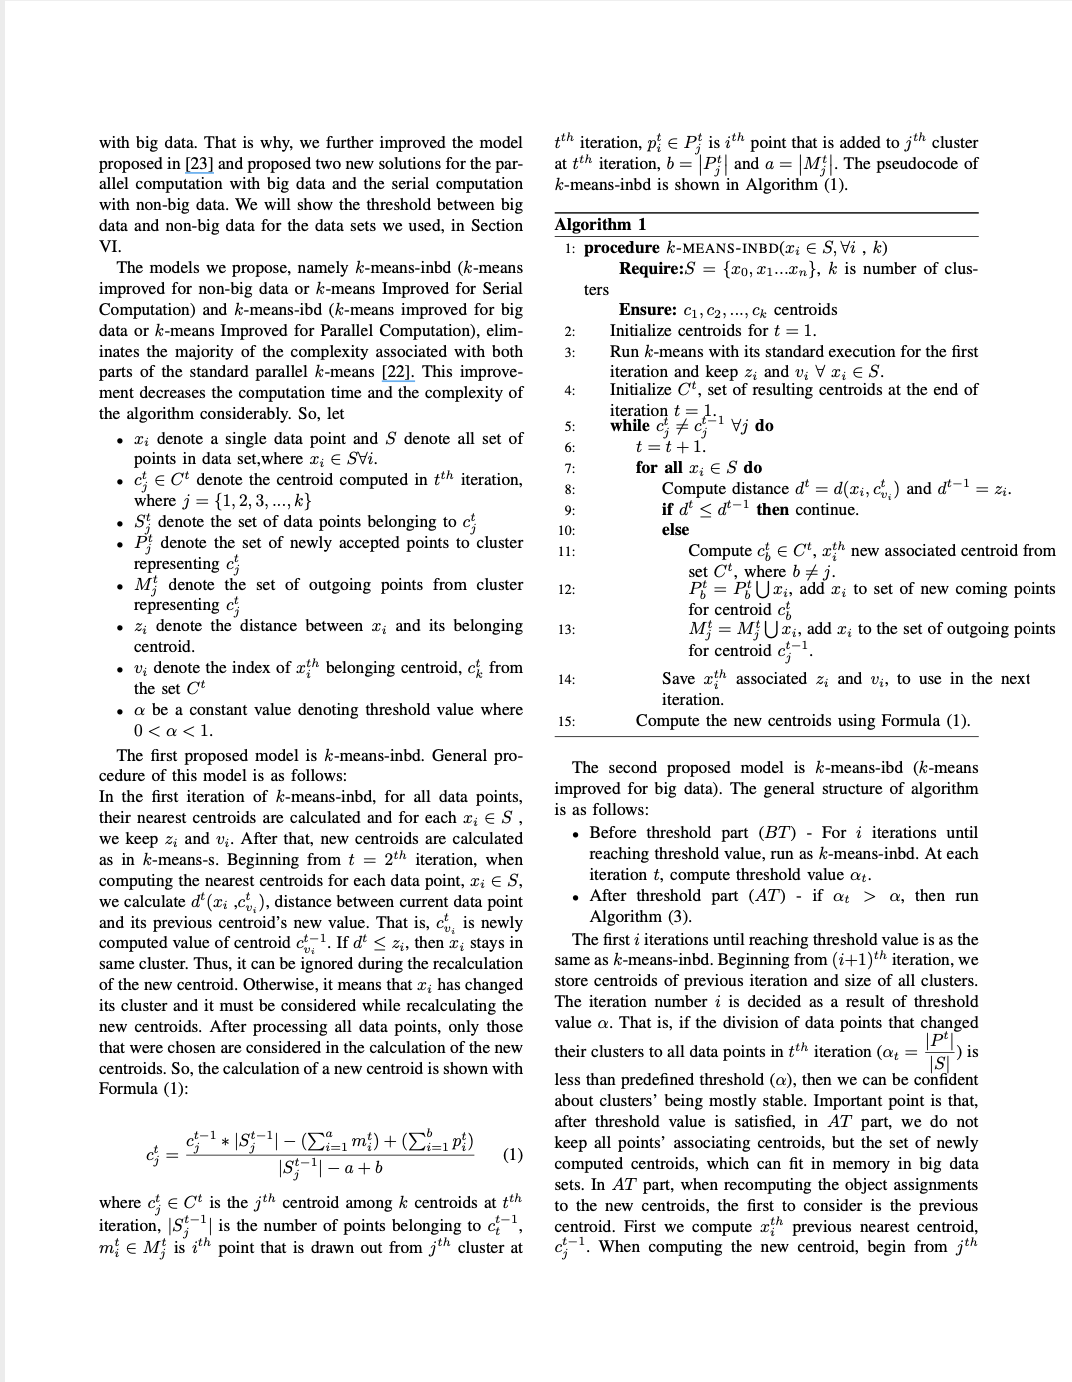 with big data. That is why, we further improved the model
proposed in [23] and proposed two new solutions for the par-
allel computation with big data and the serial computation
with non-big data. We will show the threshold between big
data and non-big data for the data sets we used, in Section
VI.
The models we propose, namely k-means-inbd (k-means
improved for non-big data or k-means Improved for Serial
Computation) and k-means-ibd (k-means improved for big
data or k-means Improved for Parallel Computation), elim-
inates the majority of the complexity associated with both
parts of the standard parallel k-means [22]. This improve-
ment decreases the computation time and the complexity of
the algorithm considerably. So, let
• x_i denote a single data point and S denote all set of
points in data set,where x_i ∈ S∀i.
• c_j^t ∈ C^t denote the centroid computed in t^th iteration,
where j = {1, 2, 3, ..., k}
• S_j^t denote the set of data points belonging to c_j^t
• P_j^t denote the set of newly accepted points to cluster
representing c_j^t
• M_j^t denote the set of outgoing points from cluster
representing c_j^t
• z_i denote the distance between x_i and its belonging
centroid.
• v_i denote the index of x_i^th belonging centroid, c_k^t from
the set C^t
• α be a constant value denoting threshold value where
0 < α < 1.
The first proposed model is k-means-inbd. General pro-
cedure of this model is as follows:
In the first iteration of k-means-inbd, for all data points,
their nearest centroids are calculated and for each x_i ∈ S ,
we keep z_i and v_i. After that, new centroids are calculated
as in k-means-s. Beginning from t = 2^th iteration, when
computing the nearest centroids for each data point, x_i ∈ S,
we calculate d^t(x_i ,c_{v_i}^t), distance between current data point
and its previous centroid's new value. That is, c_{v_i}^t is newly
computed value of centroid c_{v_i}^{t−1}. If d^t ≤ z_i, then x_i stays in
same cluster. Thus, it can be ignored during the recalculation
of the new centroid. Otherwise, it means that x_i has changed
its cluster and it must be considered while recalculating the
new centroids. After processing all data points, only those
that were chosen are considered in the calculation of the new
centroids. So, the calculation of a new centroid is shown with
Formula (1):
c_j^t = (c_j^{t−1} * |S_j^{t−1}| − (∑_{i=1}^a m_i^t) + (∑_{i=1}^b p_i^t)) / (|S_j^{t−1}| − a + b) (1)
where c_j^t ∈ C^t is the j^th centroid among k centroids at t^th
iteration, |S_j^{t−1}| is the number of points belonging to c_t^{t−1},
m_i^t ∈ M_j^t is i^th point that is drawn out from j^th cluster at
t^th iteration, p_i^t ∈ P_j^t is i^th point that is added to j^th cluster
at t^th iteration, b = |P_j^t| and a = |M_j^t|. The pseudocode of
k-means-inbd is shown in Algorithm (1).
Algorithm 1
1: procedure k-MEANS-INBD(x_i ∈ S, ∀i , k)
Require:S = {x_0, x_1...x_n}, k is number of clus-
ters
Ensure: c_1, c_2, ..., c_k centroids
2: Initialize centroids for t = 1.
3: Run k-means with its standard execution for the first
iteration and keep z_i and v_i ∀ x_i ∈ S.
4: Initialize C^t, set of resulting centroids at the end of
iteration t = 1.
5: while c_j^t ≠ c_j^{t−1} ∀j do
6: t = t + 1.
7: for all x_i ∈ S do
8: Compute distance d^t = d(x_i, c_{v_i}^t) and d^{t−1} = z_i.
9: if d^t ≤ d^{t−1} then continue.
10: else
11: Compute c_b^t ∈ C^t, x_i^th new associated centroid from
set C^t, where b ≠ j.
12: P_b^t = P_b^t ⋃ x_i, add x_i to set of new coming points
for centroid c_b^t
13: M_j^t = M_j^t ⋃ x_i, add x_i to the set of outgoing points
for centroid c_j^{t−1}.
14: Save x_i^th associated z_i and v_i, to use in the next
iteration.
15: Compute the new centroids using Formula (1).
The second proposed model is k-means-ibd (k-means
improved for big data). The general structure of algorithm
is as follows:
• Before threshold part (BT) - For i iterations until
reaching threshold value, run as k-means-inbd. At each
iteration t, compute threshold value α_t.
• After threshold part (AT) - if α_t > α, then run
Algorithm (3).
The first i iterations until reaching threshold value is as the
same as k-means-inbd. Beginning from (i+1)^th iteration, we
store centroids of previous iteration and size of all clusters.
The iteration number i is decided as a result of threshold
value α. That is, if the division of data points that changed
their clusters to all data points in t^th iteration (α_t = |P^t| / |S|) is
less than predefined threshold (α), then we can be confident
about clusters' being mostly stable. Important point is that,
after threshold value is satisfied, in AT part, we do not
keep all points' associating centroids, but the set of newly
computed centroids, which can fit in memory in big data
sets. In AT part, when recomputing the object assignments
to the new centroids, the first to consider is the previous
centroid. First we compute x_i^th previous nearest centroid,
c_j^{t−1}. When computing the new centroid, begin from j^th